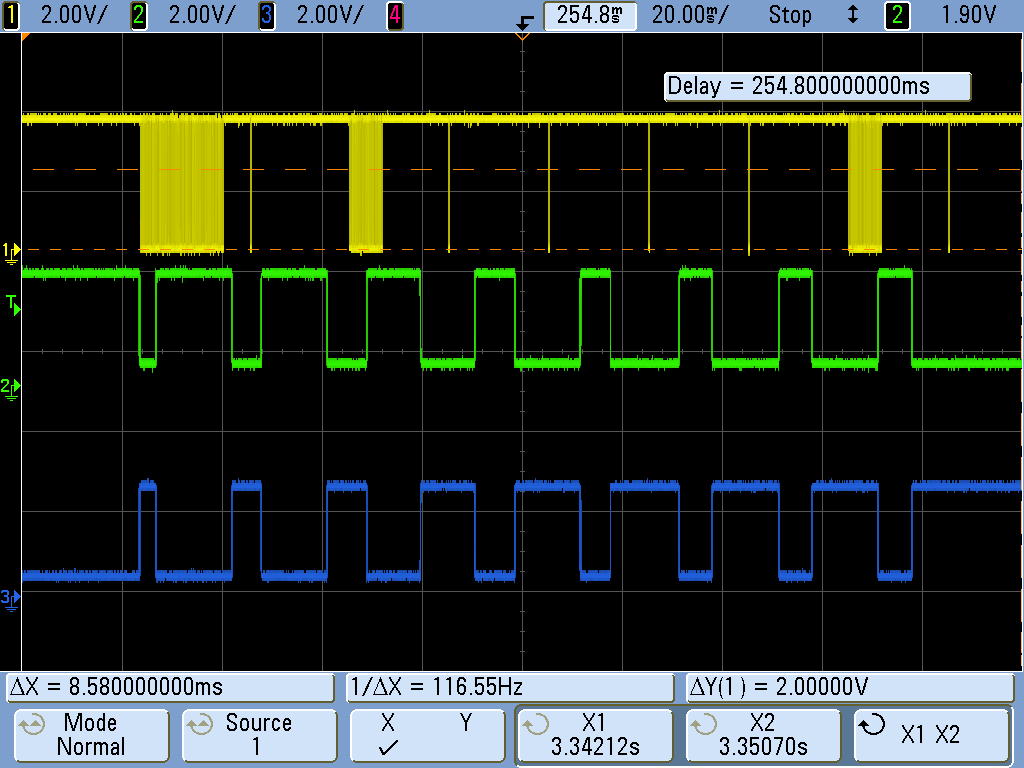 1 2.00V/ 2 2.00V/ 3 2.00V/ 4 254.8ms 20.00ms/ Stop 2 1.90V
Delay = 254.800000000ms
1
T
2
3
ΔX = 8.580000000ms 1/ΔX = 116.55Hz ΔY(1) = 2.00000V
Mode Source X Y X1 X2 X1 X2
Normal 1 3.34212s 3.35070s